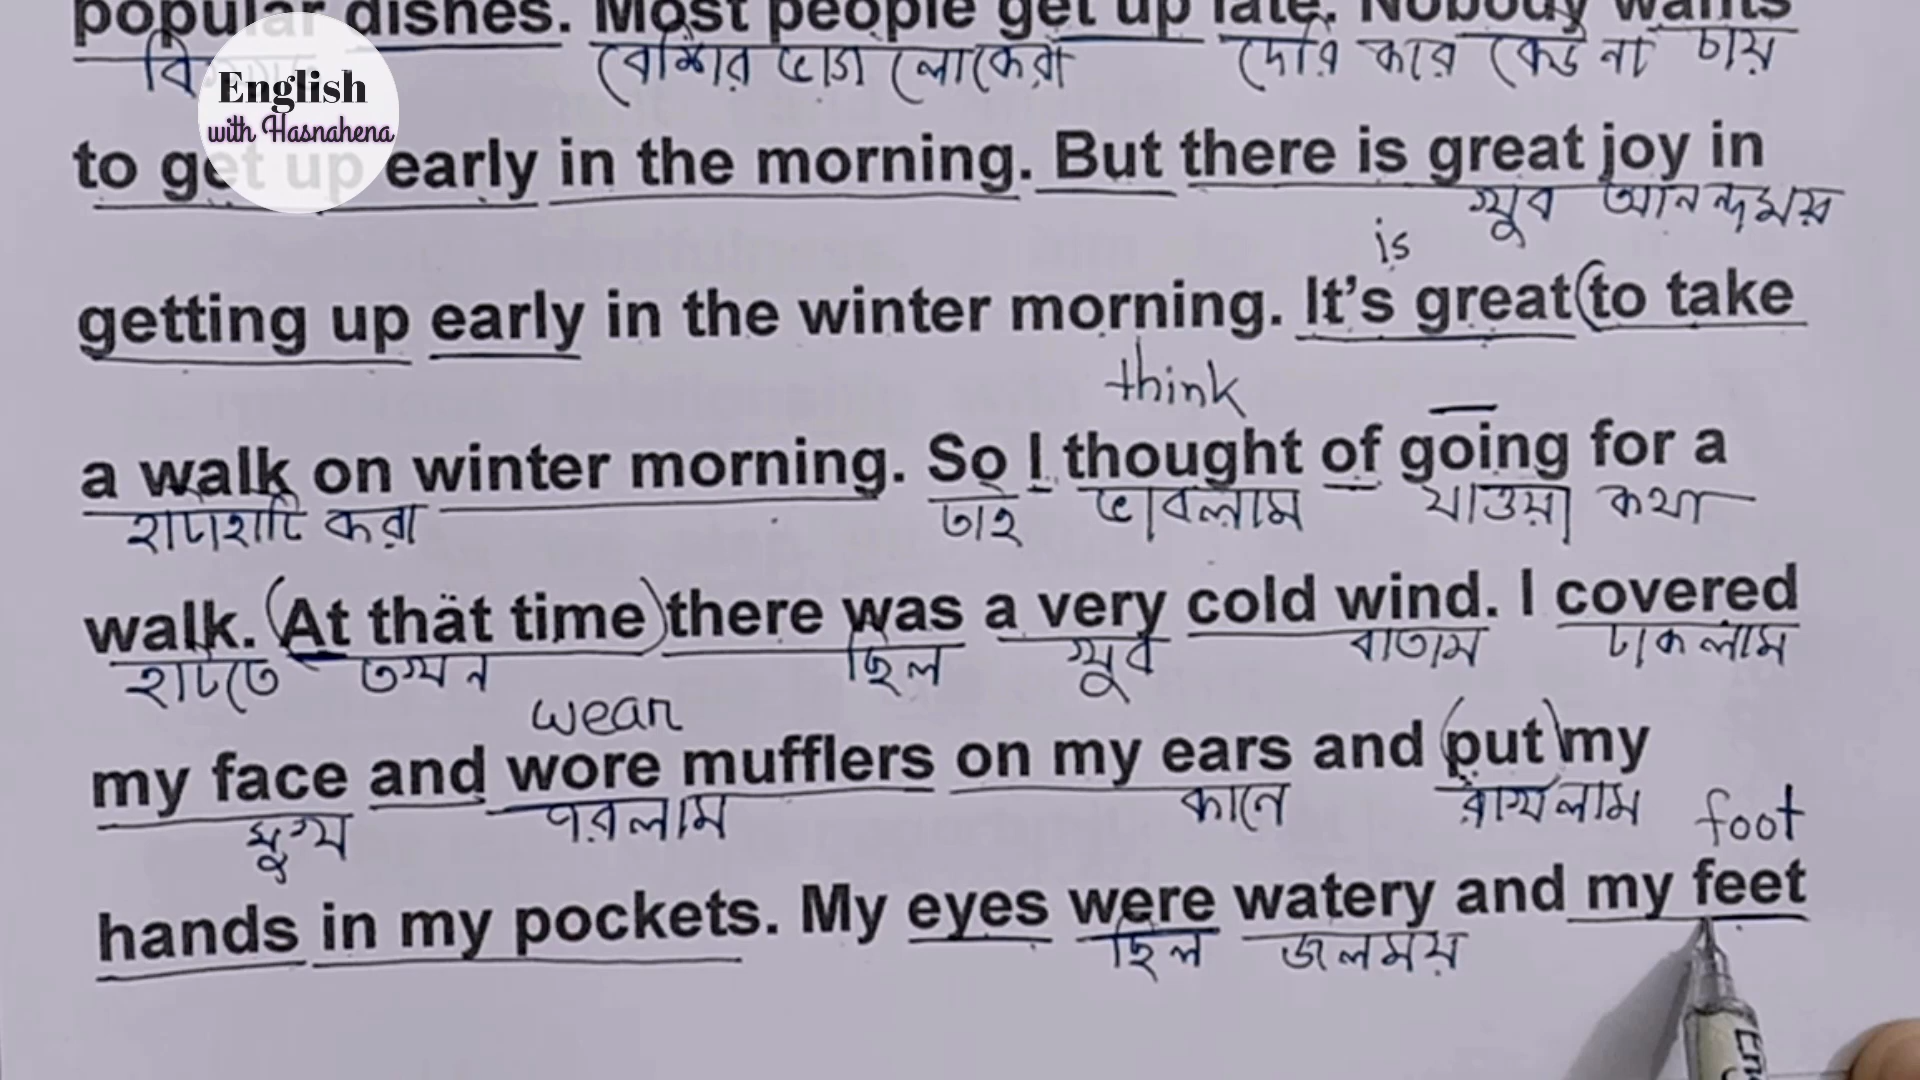 popular dishes. Most people get up late. Nobody wants
বেশির ভাগ লোকেরা দেরি করে কেউ না চায়
English
with Hasnahena
to get up early in the morning. But there is great joy in
খুব আনন্দময়
is
getting up early in the winter morning. It's great (to take
think
a walk on winter morning. So I thought of going for a
হাটাহাটি করা তাই ভাবলাম যাওয়া কথা
walk. (At that time) there was a very cold wind. I covered
হাটতে তখন ছিল খুব বাতাস ঢাকলাম
wear
my face and wore mufflers on my ears and (put) my
মুখ পরলাম কানে রাখলাম foot
hands in my pockets. My eyes were watery and my feet
ছিল জলময়